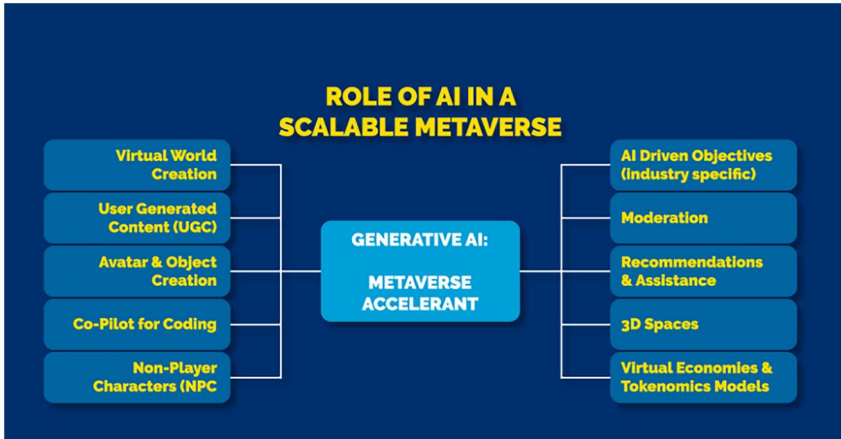 ROLE OF AI IN A
SCALABLE METAVERSE
Virtual World
Creation
User Generated
Content (UGC)
Avatar & Object
Creation
Co-Pilot for Coding
Non-Player
Characters (NPC
GENERATIVE AI:
METAVERSE
ACCELERANT
AI Driven Objectives
(industry specific)
Moderation
Recommendations
& Assistance
3D Spaces
Virtual Economies &
Tokenomics Models